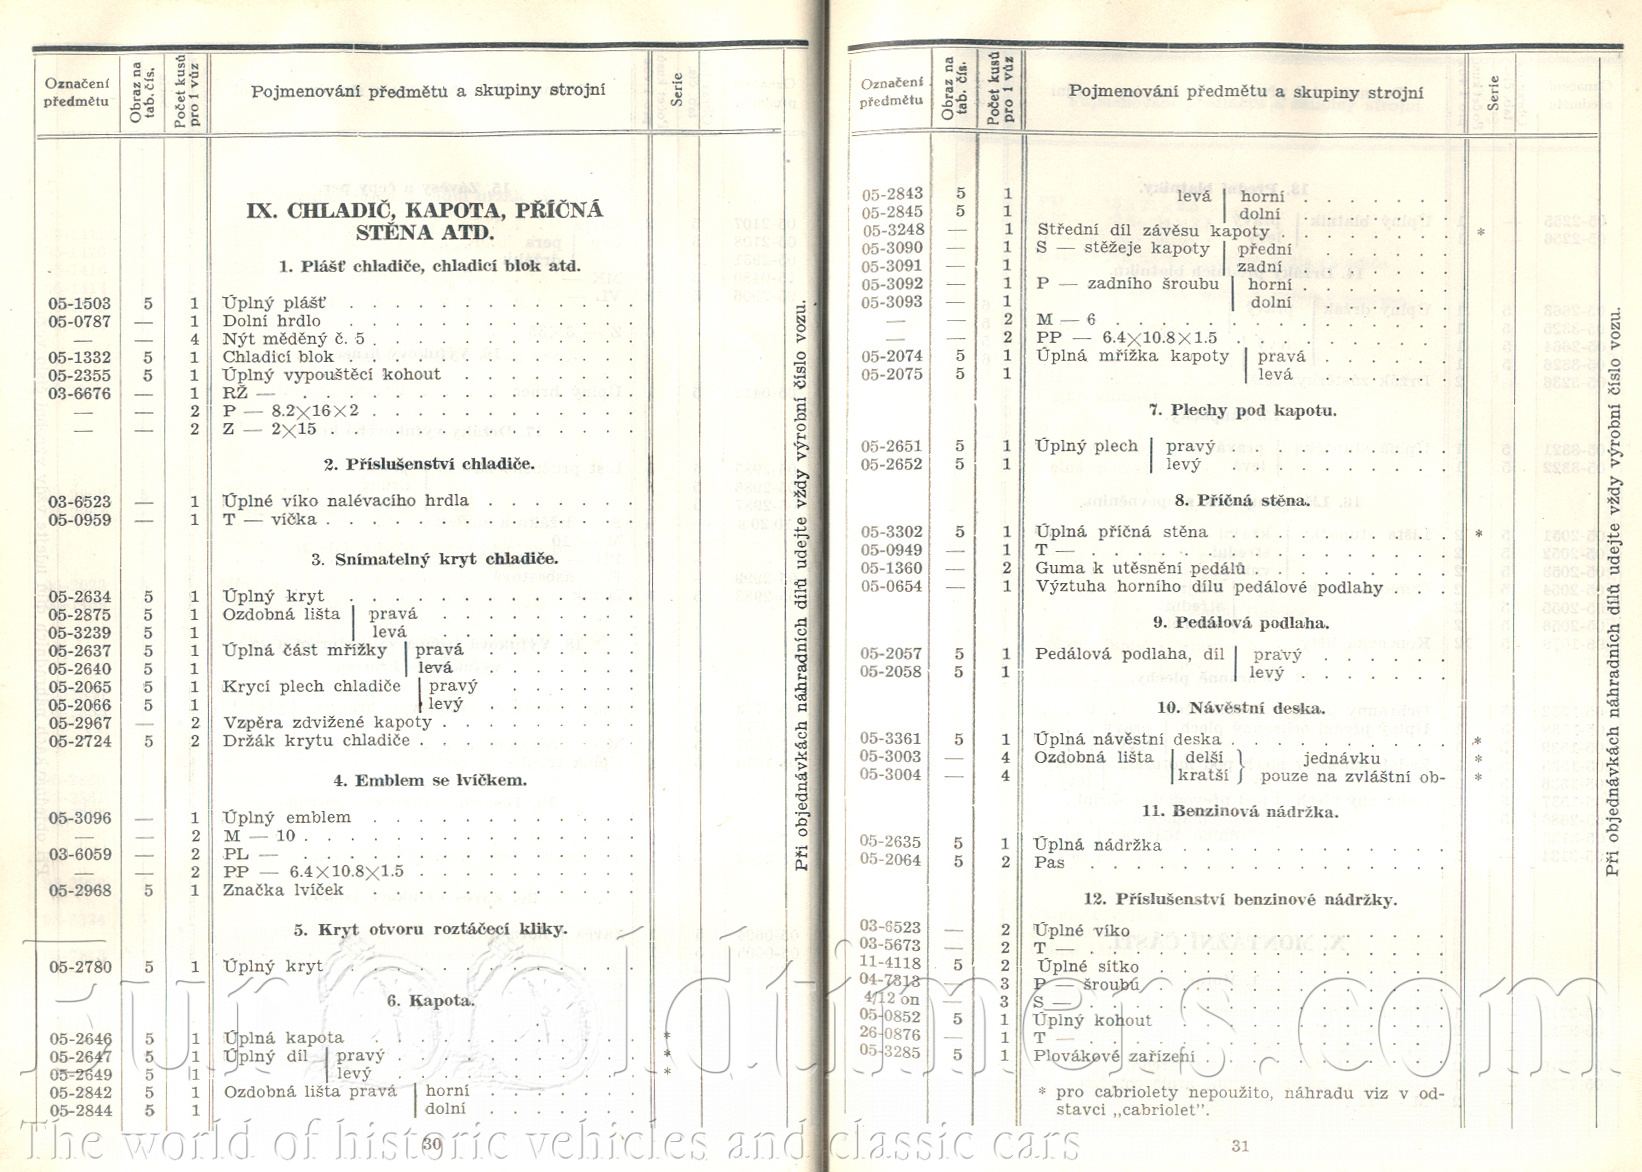 Označení předmětu | Obraz na tab. čís. | Počet kusů pro 1 vůz | Pojmenování předmětu a skupiny strojní | Serie
IX. CHLADIČ, KAPOTA, PŘÍČNÁ
STĚNA ATD.
1. Plášť chladiče, chladicí blok atd.
05-1503 5 1 Úplný plášť
05-0787 — 1 Dolní hrdlo
— — 4 Nýt měděný č. 5
05-1332 5 1 Chladicí blok
05-2355 5 1 Úplný vypouštěcí kohout
03-6676 — 1 RŽ —
— — 2 P — 8.2×16×2
— — 2 Z — 2×15
2. Příslušenství chladiče.
03-6523 — 1 Úplné víko nalévacího hrdla
05-0959 — 1 T — víčka
3. Snímatelný kryt chladiče.
05-2634 5 1 Úplný kryt
05-2875 5 1 Ozdobná lišta | pravá
05-3239 5 1 | levá
05-2637 5 1 Úplná část mřížky | pravá
05-2640 5 1 | levá
05-2065 5 1 Krycí plech chladiče | pravý
05-2066 5 1 | levý
05-2967 — 2 Vzpěra zdvižené kapoty
05-2724 5 2 Držák krytu chladiče
4. Emblem se lvíčkem.
05-3096 — 1 Úplný emblem
— — 2 M — 10
03-6059 — 2 PL —
— — 2 PP — 6.4×10.8×1.5
05-2968 5 1 Značka lvíček
5. Kryt otvoru roztáčecí kliky.
05-2780 5 1 Úplný kryt
6. Kapota.
05-2646 5 1 Úplná kapota *
05-2647 5 1 Úplný díl | pravý *
05-2649 5 1 | levý *
05-2842 5 1 Ozdobná lišta pravá | horní
05-2844 5 1 | dolní
30
Při objednávkách náhradních dílů udejte vždy výrobní číslo vozu.
Označení předmětu | Obraz na tab. čís. | Počet kusů pro 1 vůz | Pojmenování předmětu a skupiny strojní | Serie
05-2843 5 1 levá | horní
05-2845 5 1 | dolní
05-3248 — 1 Střední díl závěsu kapoty *
05-3090 — 1 S — stěžeje kapoty | přední
05-3091 — 1 | zadní
05-3092 — 1 P — zadního šroubu | horní
05-3093 — 1 | dolní
— — 2 M — 6
— — 2 PP — 6.4×10.8×1.5
05-2074 5 1 Úplná mřížka kapoty | pravá
05-2075 5 1 | levá
7. Plechy pod kapotu.
05-2651 5 1 Úplný plech | pravý
05-2652 5 1 | levý
8. Příčná stěna.
05-3302 5 1 Úplná příčná stěna *
05-0949 — 1 T —
05-1360 — 2 Guma k utěsnění pedálů
05-0654 — 1 Výztuha horního dílu pedálové podlahy
9. Pedálová podlaha.
05-2057 5 1 Pedálová podlaha, díl | pravý
05-2058 5 1 | levý
10. Návěstní deska.
05-3361 5 1 Úplná návěstní deska *
05-3003 — 4 Ozdobná lišta | delší } jednávku *
05-3004 — 4 | kratší } pouze na zvláštní ob- *
11. Benzinová nádržka.
05-2635 5 1 Úplná nádržka
05-2064 5 2 Pas
12. Příslušenství benzinové nádržky.
03-6523 — 2 Úplné víko
03-5673 — 2 T —
11-4118 5 2 Úplné sítko
04-7813 — 3 P — šroubů
4/12 on — 3 S —
05-0852 5 1 Úplný kohout
26-0876 — 1 T —
05-3285 5 1 Plovákové zařízení
* pro cabriolety nepoužito, náhradu viz v od-
stavci „cabriolet".
31
Při objednávkách náhradních dílů udejte vždy výrobní číslo vozu.
Eurooldtimers.com
The world of historic vehicles and classic cars